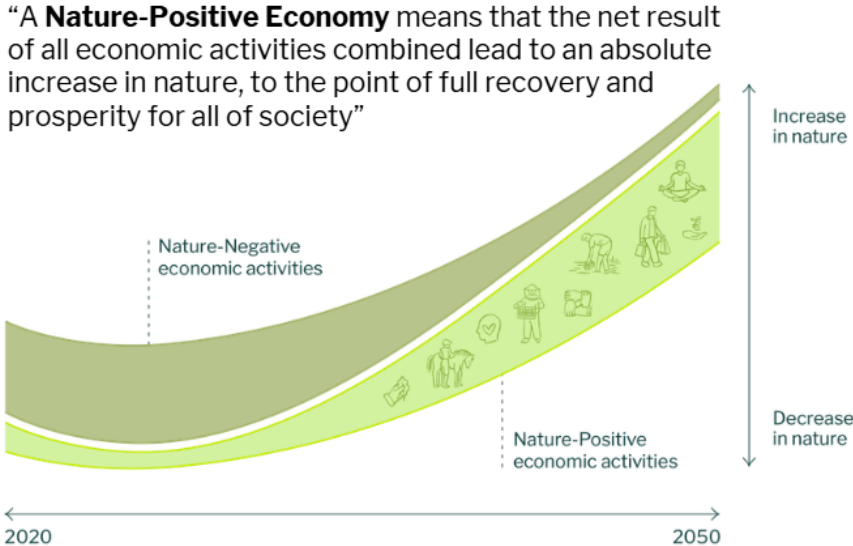 “A Nature-Positive Economy means that the net result
of all economic activities combined lead to an absolute
increase in nature, to the point of full recovery and
prosperity for all of society”
Increase
in nature
Nature-Negative
economic activities
Decrease
in nature
Nature-Positive
economic activities
2020
2050